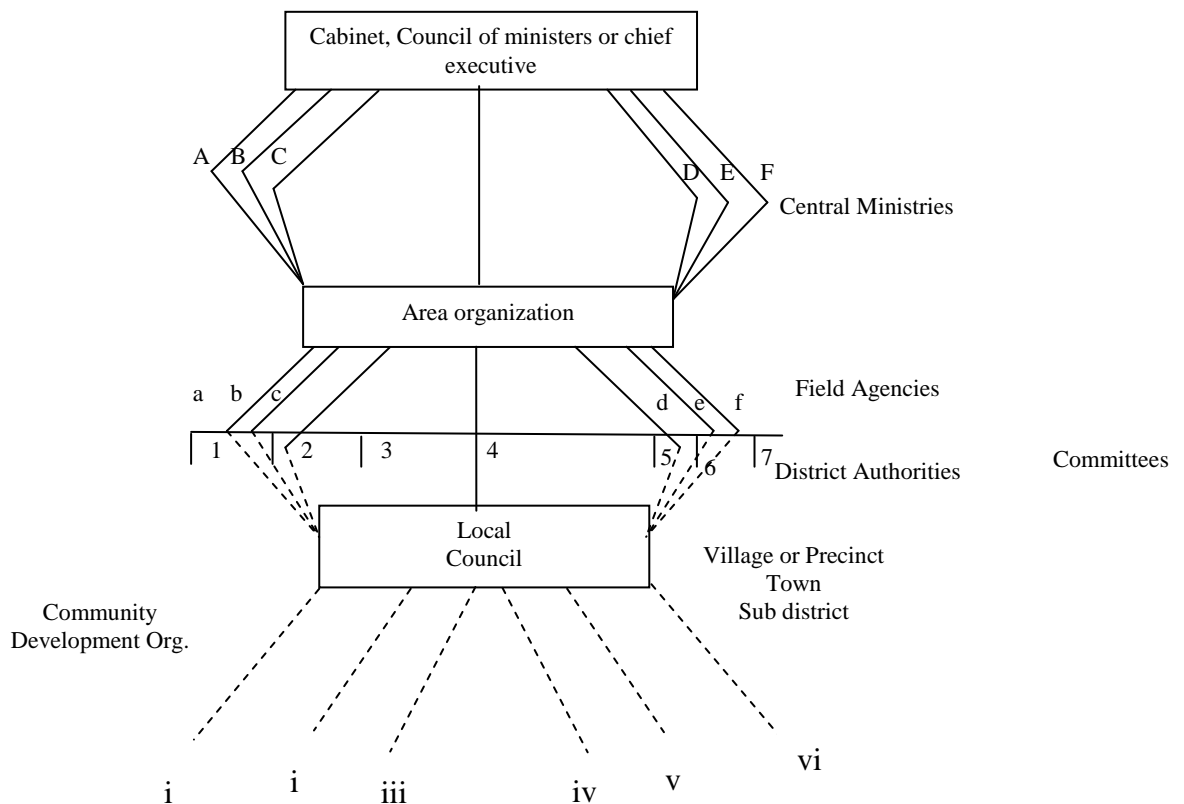 Cabinet, Council of ministers or chief
executive
A B C
D E F
Central Ministries
Area organization
Field Agencies
a b c
d e f
1 2 3 4 5 6 7
District Authorities
Committees
Local
Council
Village or Precinct
Town
Sub district
Community
Development Org.
i i iii iv v vi